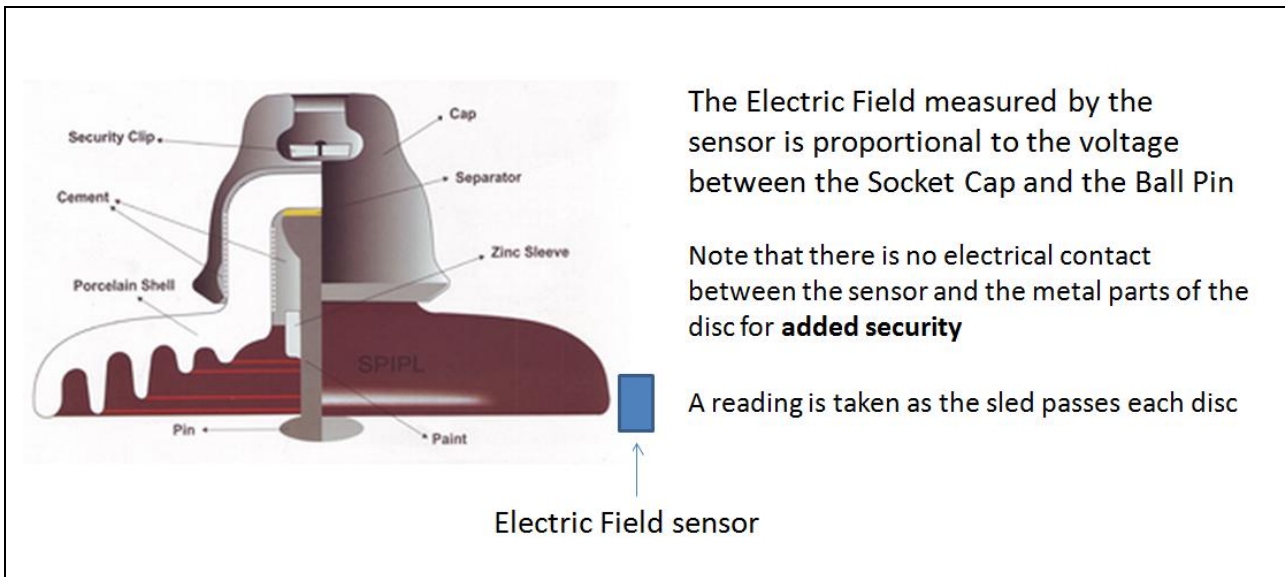 Security Clip
Cap
Cement
Separator
Zinc Sleeve
Porcelain Shell
SPIPL
Pin
Paint
The Electric Field measured by the
sensor is proportional to the voltage
between the Socket Cap and the Ball Pin
Note that there is no electrical contact
between the sensor and the metal parts of the
disc for added security
A reading is taken as the sled passes each disc
Electric Field sensor